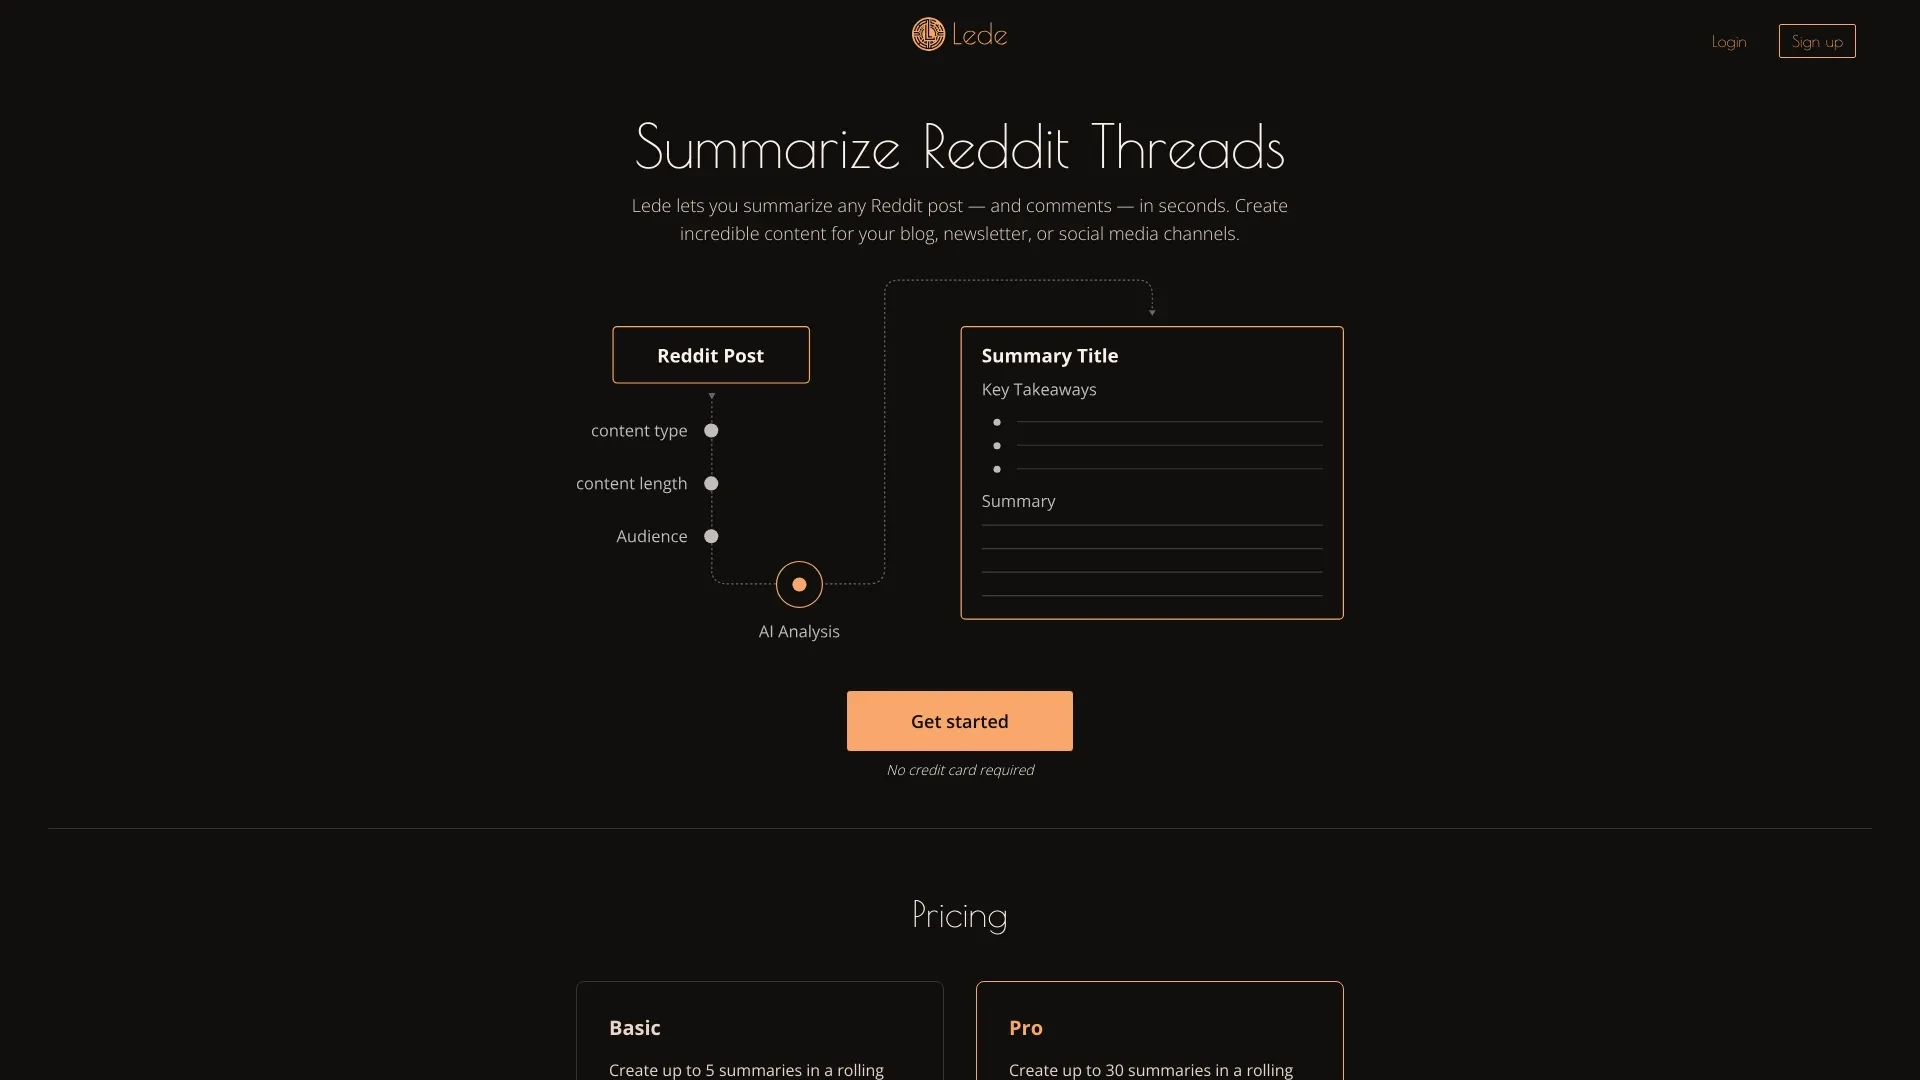 Lede
Login
Sign up
Summarize Reddit Threads
Lede lets you summarize any Reddit post — and comments — in seconds. Create
incredible content for your blog, newsletter, or social media channels.
Reddit Post
content type
content length
Audience
AI Analysis
Summary Title
Key Takeaways
Summary
Get started
No credit card required
Pricing
Basic
Create up to 5 summaries in a rolling
Pro
Create up to 30 summaries in a rolling